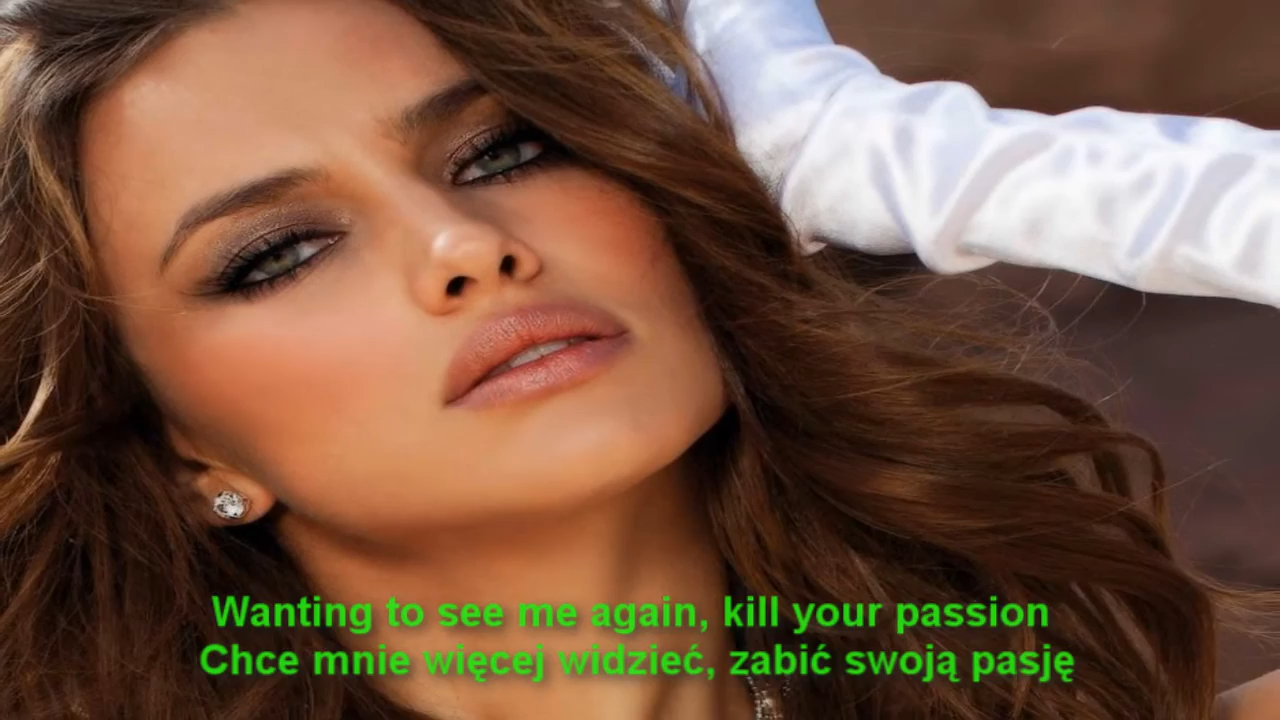 Wanting to see me again, kill your passion
Chce mnie więcej widzieć, zabić swoją pasję